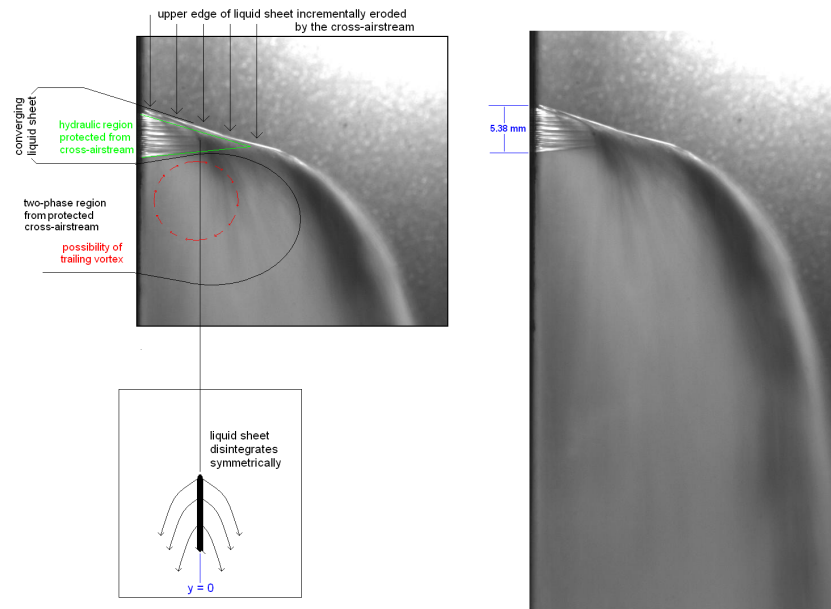 upper edge of liquid sheet incrementally eroded
by the cross-airstream
converging
liquid sheet
hydraulic region
protected from
cross-airstream
two-phase region
from protected
cross-airstream
possibility of
trailing vortex
5.38 mm
liquid sheet
disintegrates
symmetrically
y = 0